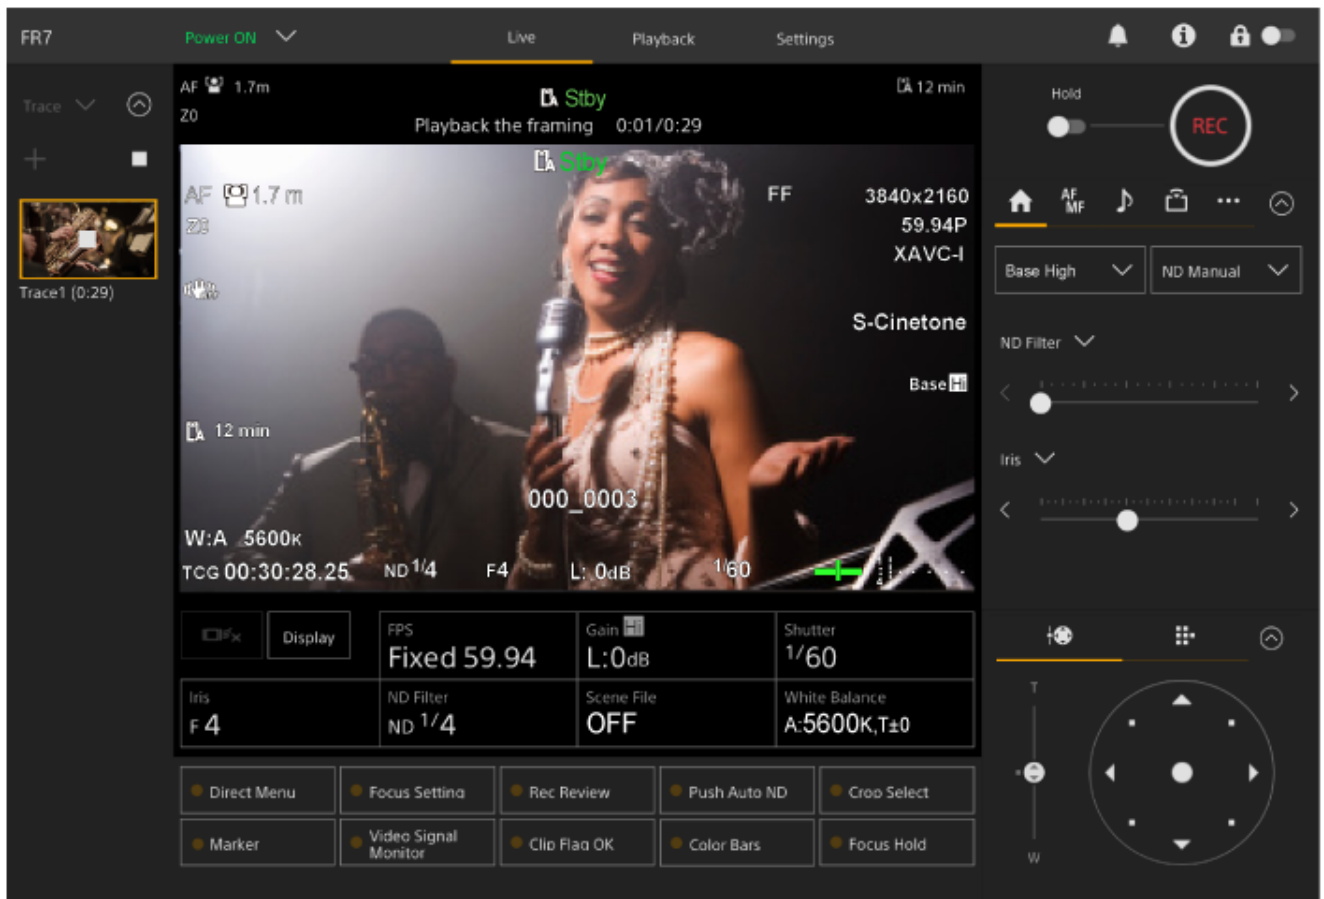 FR7
Power ON
Live
Playback
Settings
Trace
Trace1 (0:29)
AF 1.7m
Z0
Stby
Playback the framing 0:01/0:29
12 min
Stby
AF 1.7 m
Z0
FF
3840x2160
59.94P
XAVC-I
S-Cinetone
Base Hi
12 min
000_0003
W:A 5600K
TCG 00:30:28.25
ND 1/4
F4
L: 0dB
1/60
Display
FPS
Fixed 59.94
Gain Hi
L:0dB
Shutter
1/60
Iris
F 4
ND Filter
ND 1/4
Scene File
OFF
White Balance
A:5600K,T±0
Direct Menu
Focus Setting
Rec Review
Push Auto ND
Crop Select
Marker
Video Signal
Monitor
Clip Flag OK
Color Bars
Focus Hold
Hold
REC
AF
MF
Base High
ND Manual
ND Filter
Iris
T
W